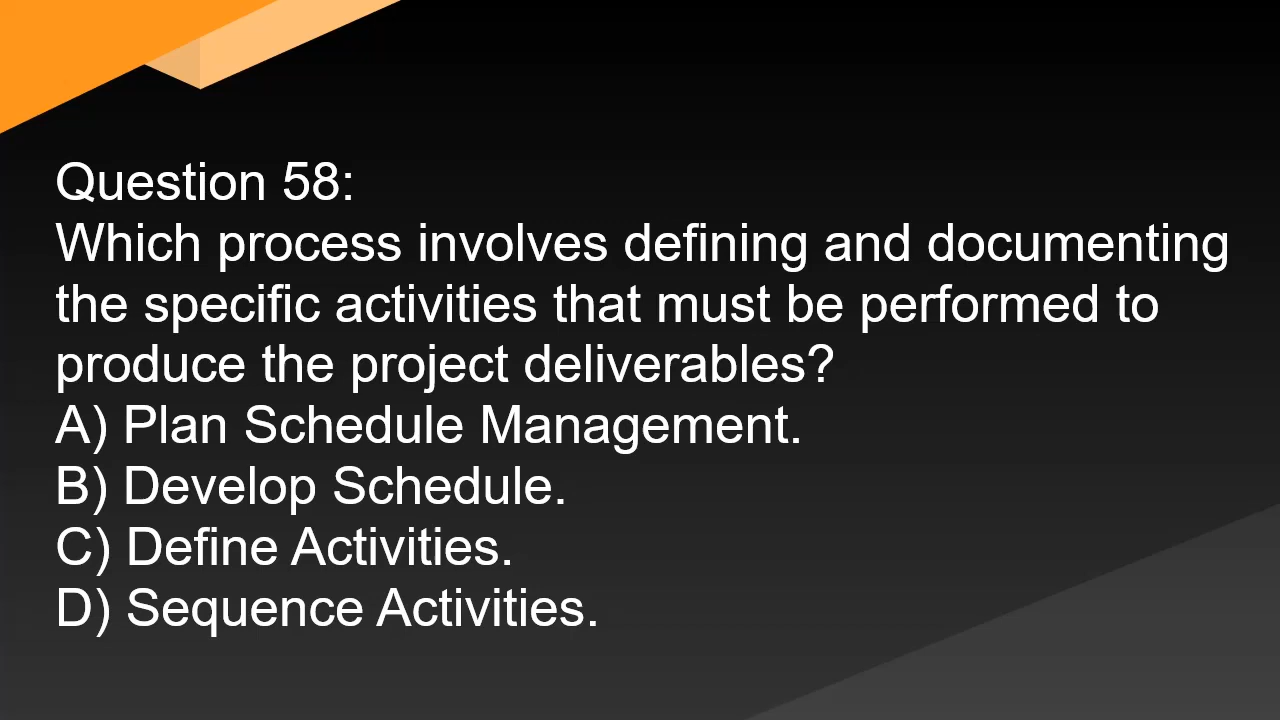 Question 58:
Which process involves defining and documenting
the specific activities that must be performed to
produce the project deliverables?
A) Plan Schedule Management.
B) Develop Schedule.
C) Define Activities.
D) Sequence Activities.